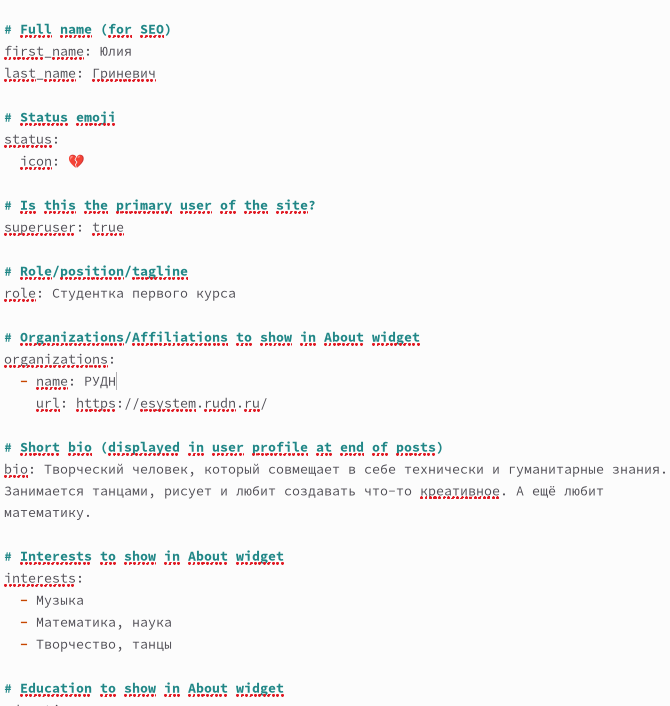 # Full name (for SEO)
first_name: Юлия
last_name: Гриневич
# Status emoji
status:
icon: 💔
# Is this the primary user of the site?
superuser: true
# Role/position/tagline
role: Студентка первого курса
# Organizations/Affiliations to show in About widget
organizations:
- name: РУДН
url: https://esystem.rudn.ru/
# Short bio (displayed in user profile at end of posts)
bio: Творческий человек, который совмещает в себе технически и гуманитарные знания.
Занимается танцами, рисует и любит создавать что-то креативное. А ещё любит
математику.
# Interests to show in About widget
interests:
- Музыка
- Математика, наука
- Творчество, танцы
# Education to show in About widget